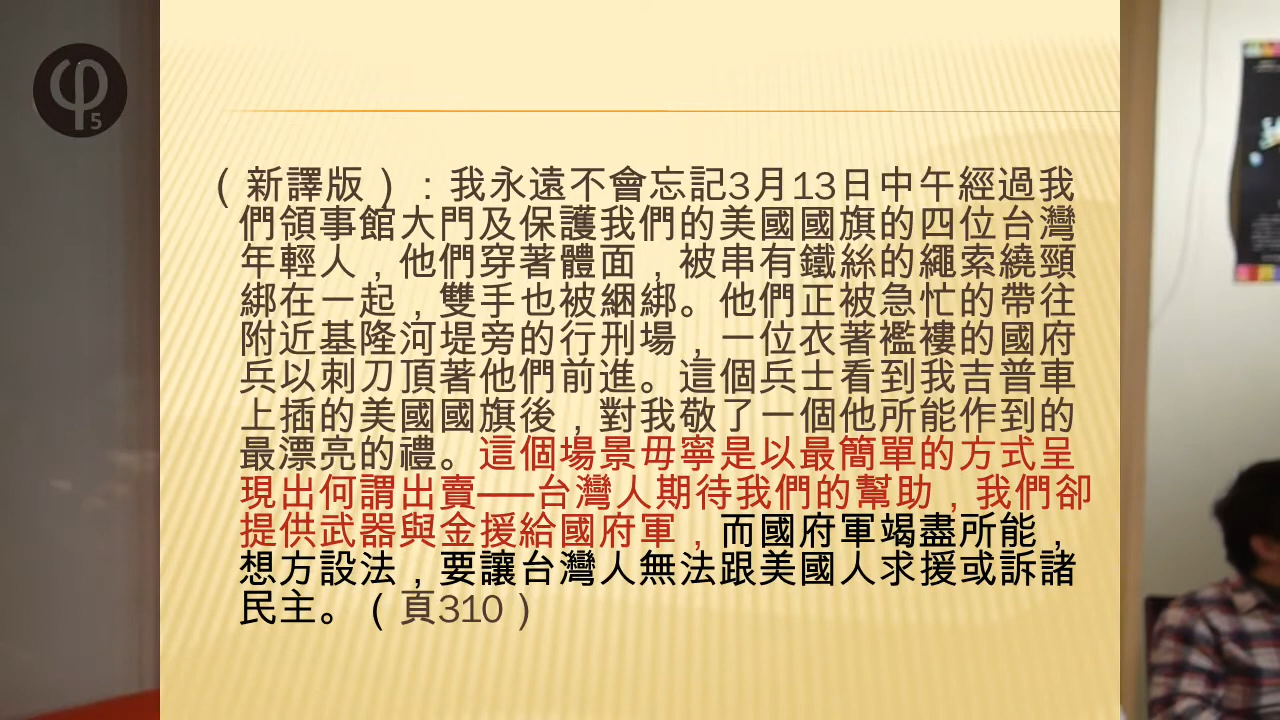 φ5
（新譯版）：我永遠不會忘記3月13日中午經過我
們領事館大門及保護我們的美國國旗的四位台灣
年輕人，他們穿著體面，被串有鐵絲的繩索繞頸
綁在一起，雙手也被綑綁。他們正被急忙的帶往
附近基隆河堤旁的行刑場，一位衣著襤褸的國府
兵以刺刀頂著他們前進。這個兵士看到我吉普車
上插的美國國旗後，對我敬了一個他所能作到的
最漂亮的禮。這個場景毋寧是以最簡單的方式呈
現出何謂出賣——台灣人期待我們的幫助，我們卻
提供武器與金援給國府軍，而國府軍竭盡所能，
想方設法，要讓台灣人無法跟美國人求援或訴諸
民主。（頁310）